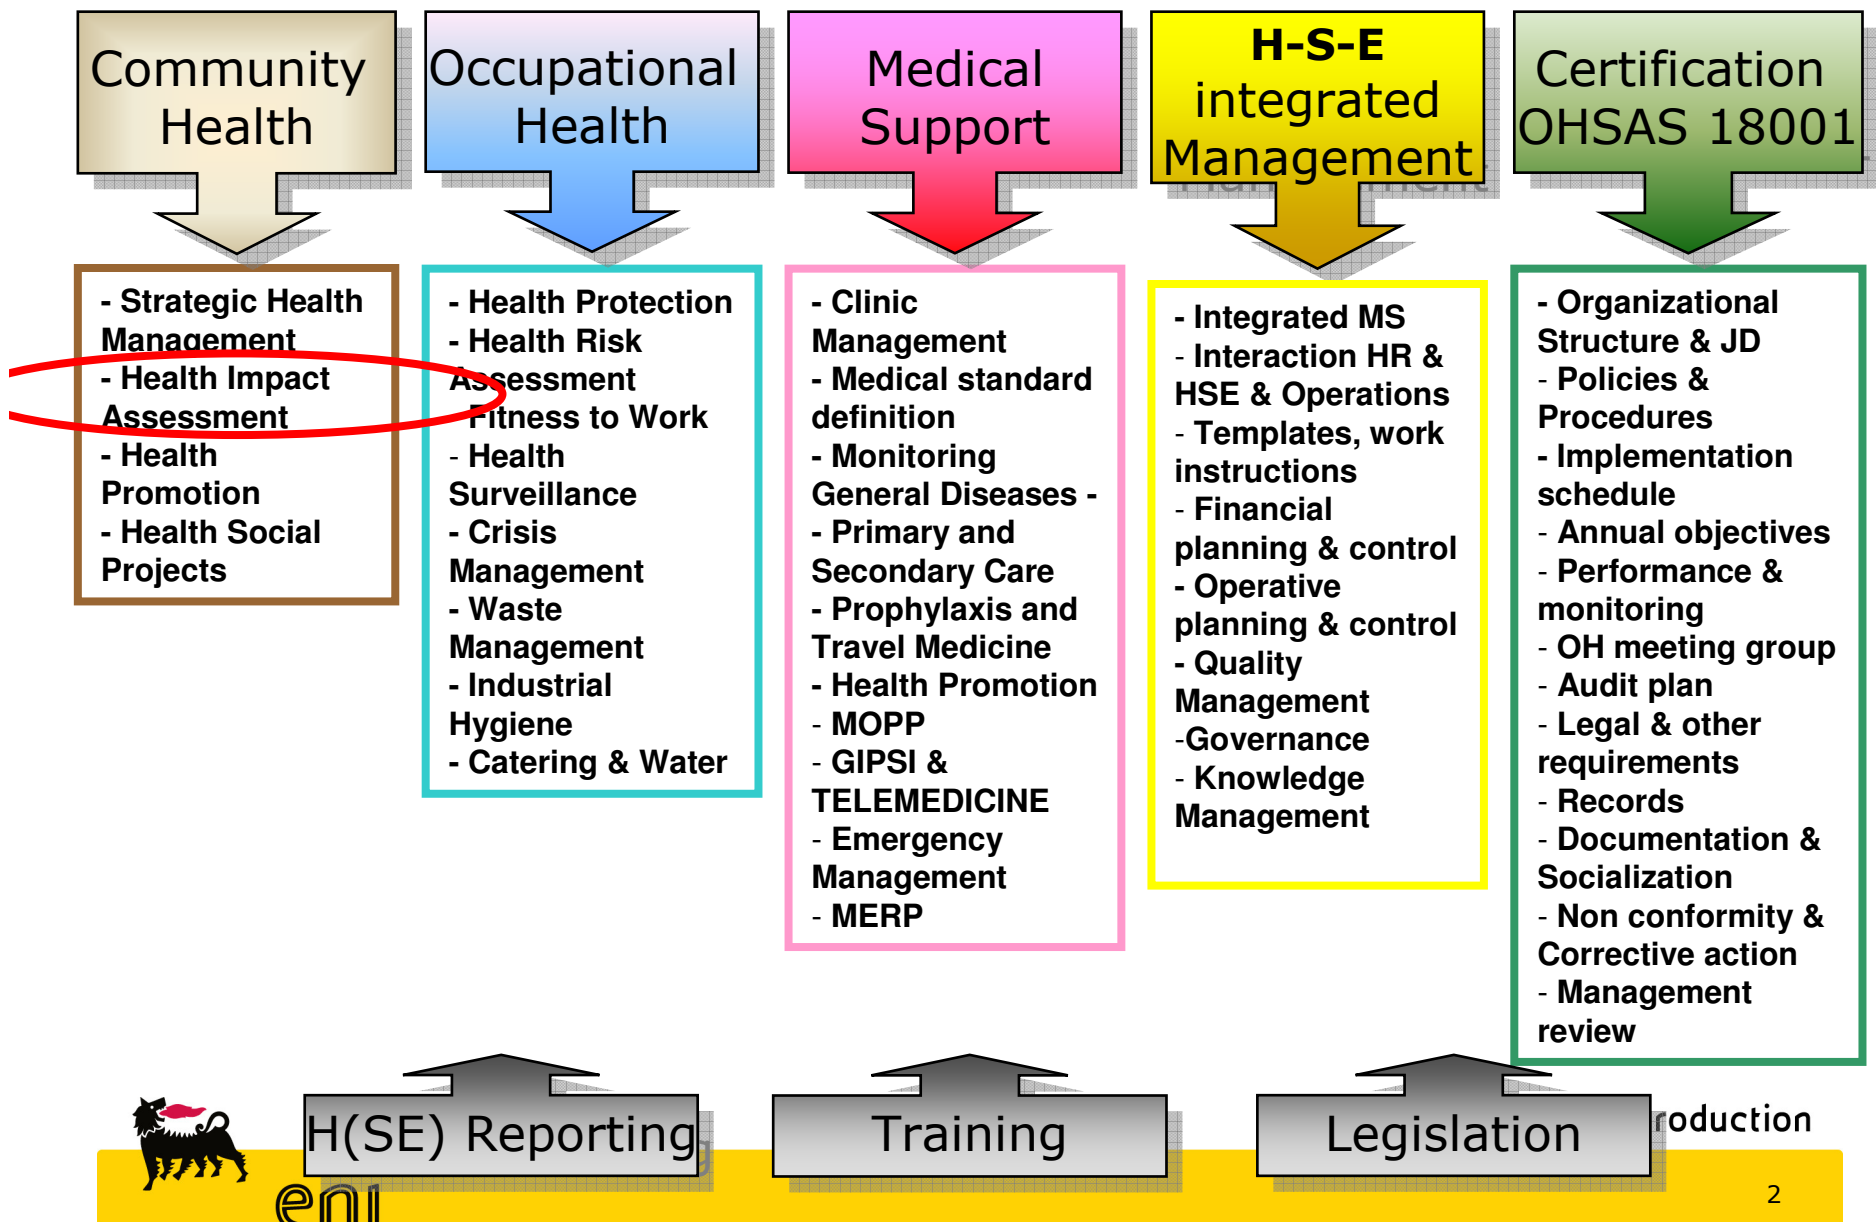 Community
Health
Occupational
Health
Medical
Support
H-S-E
integrated
Management
Certification
OHSAS 18001
- Strategic Health
Management
- Health Impact
Assessment
- Health
Promotion
- Health Social
Projects
- Health Protection
- Health Risk
Assessment
- Fitness to Work
- Health
Surveillance
- Crisis
Management
- Waste
Management
- Industrial
Hygiene
- Catering & Water
- Clinic
Management
- Medical standard
definition
- Monitoring
General Diseases -
- Primary and
Secondary Care
- Prophylaxis and
Travel Medicine
- Health Promotion
- MOPP
- GIPSI &
TELEMEDICINE
- Emergency
Management
- MERP
- Integrated MS
- Interaction HR &
HSE & Operations
- Templates, work
instructions
- Financial
planning & control
- Operative
planning & control
- Quality
Management
-Governance
- Knowledge
Management
- Organizational
Structure & JD
- Policies &
Procedures
- Implementation
schedule
- Annual objectives
- Performance &
monitoring
- OH meeting group
- Audit plan
- Legal & other
requirements
- Records
- Documentation &
Socialization
- Non conformity &
Corrective action
- Management
review
H(SE) Reporting
Training
Legislation
roduction
eni
2